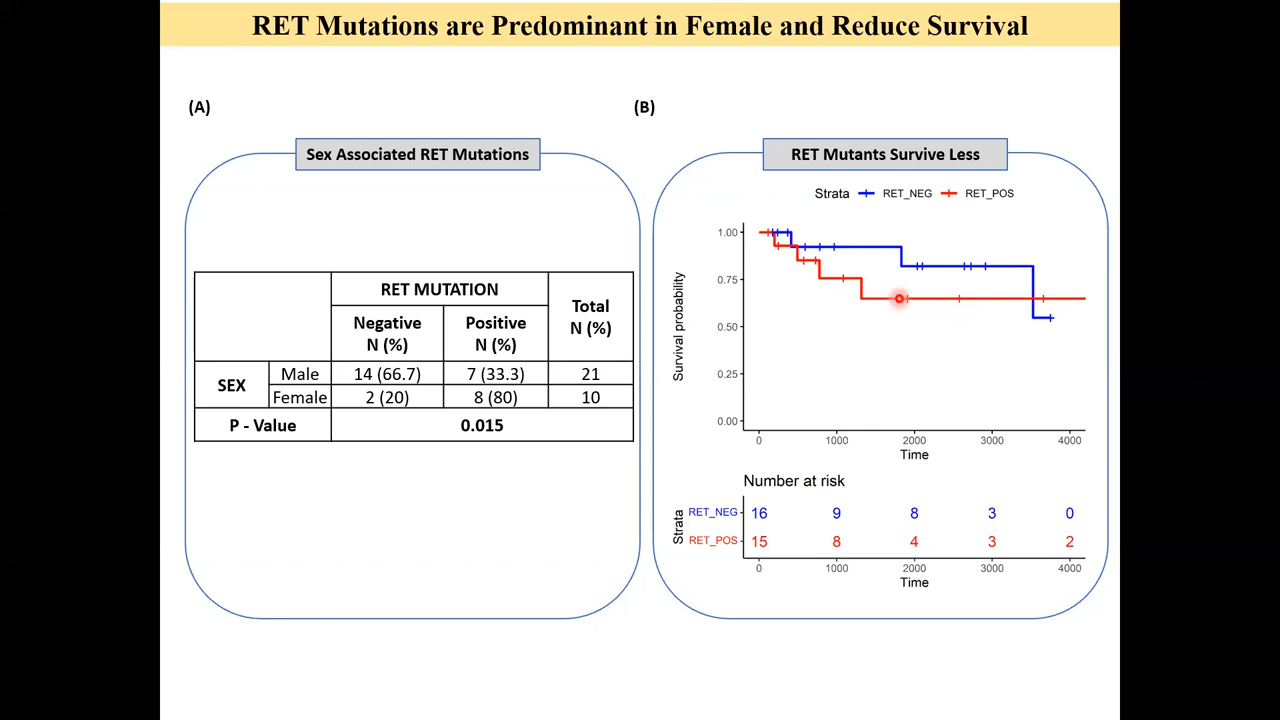 RET Mutations are Predominant in Female and Reduce Survival
(A)
Sex Associated RET Mutations
RET MUTATION
Total
N (%)
Negative
N (%)
Positive
N (%)
SEX
Male
14 (66.7)
7 (33.3)
21
Female
2 (20)
8 (80)
10
P - Value
0.015
(B)
RET Mutants Survive Less
Strata RET_NEG RET_POS
Survival probability
1.00
0.75
0.50
0.25
0.00
0 1000 2000 3000 4000
Time
Number at risk
Strata
RET_NEG 16 9 8 3 0
RET_POS 15 8 4 3 2
0 1000 2000 3000 4000
Time